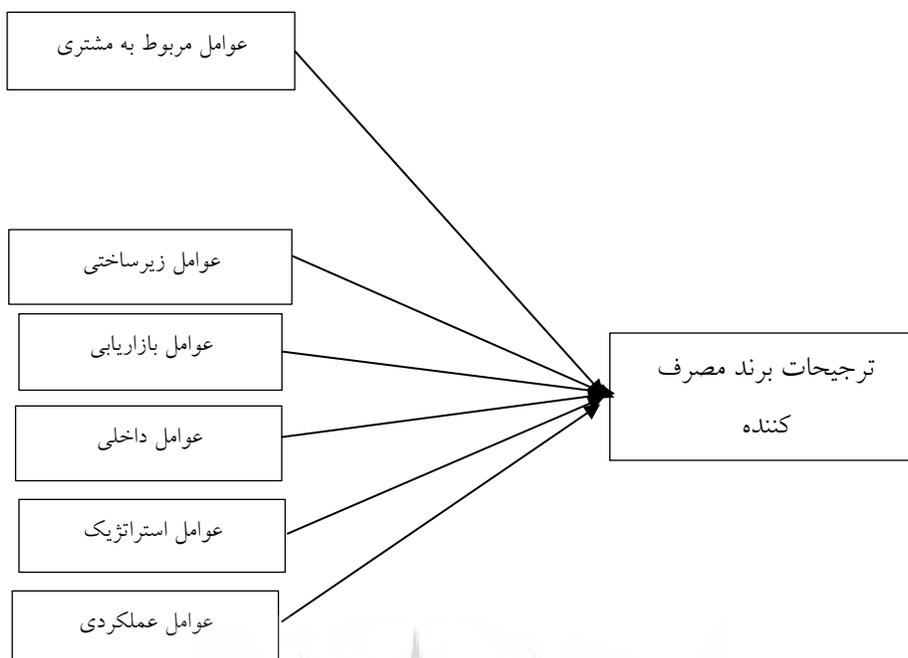 عوامل مربوط به مشتری
عوامل زیرساختی
عوامل بازاریابی
عوامل داخلی
عوامل استراتژیک
عوامل عملکردی
ترجیحات برند مصرف
کننده